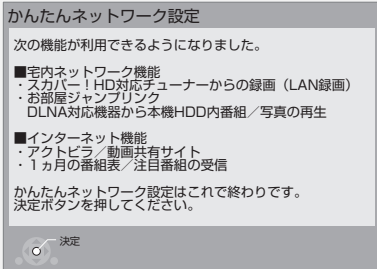 かんたんネットワーク設定
次の機能が利用できるようになりました。
■宅内ネットワーク機能
・スカパー！HD対応チューナーからの録画（LAN録画）
・お部屋ジャンプリンク
DLNA対応機器から本機HDD内番組／写真の再生
■インターネット機能
・アクトビラ／動画共有サイト
・１ヵ月の番組表／注目番組の受信
かんたんネットワーク設定はこれで終わりです。
決定ボタンを押してください。
決定